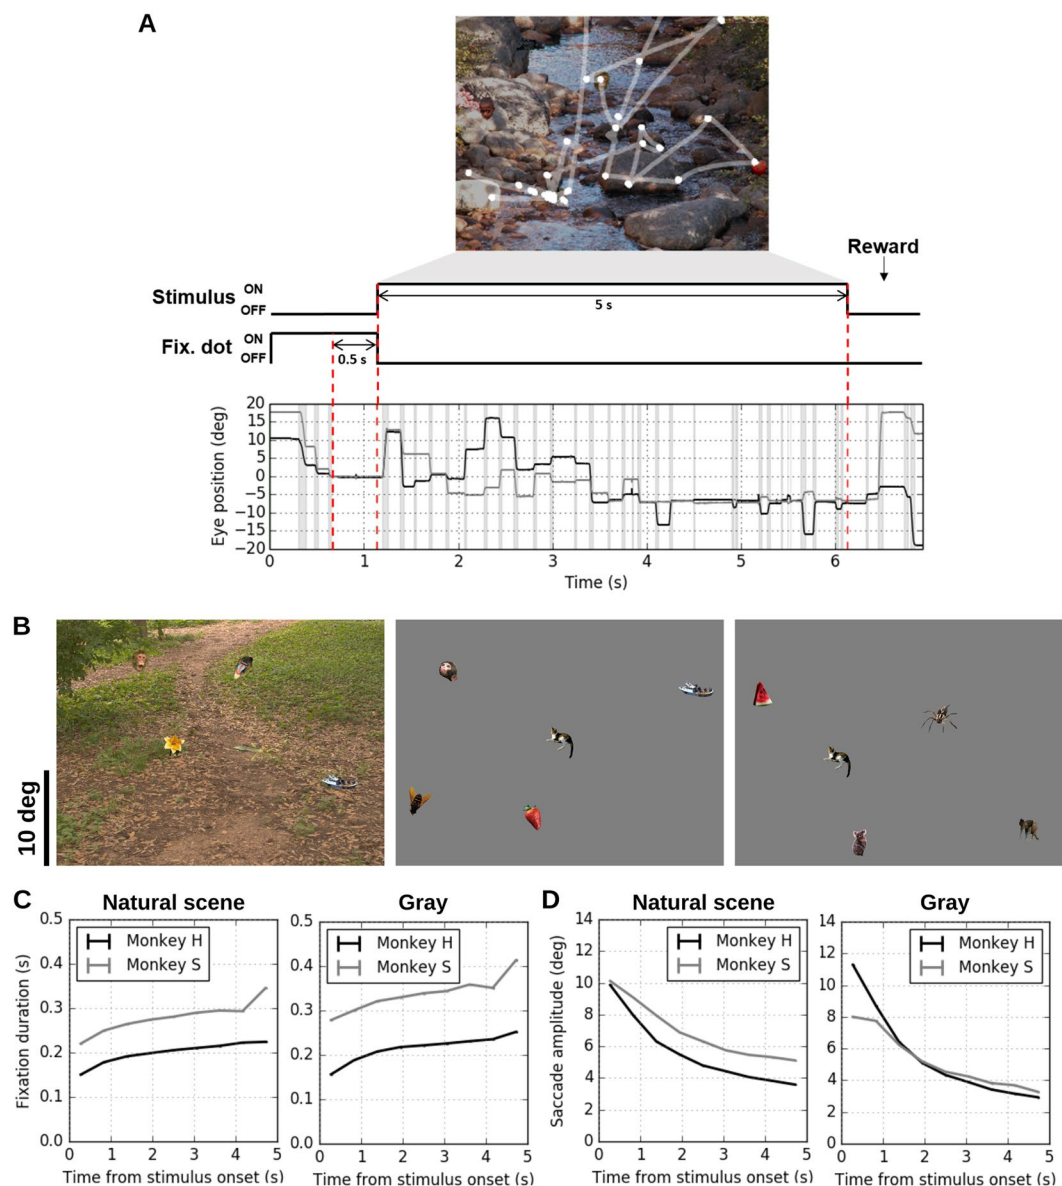 A
Reward
Stimulus ON
OFF
5 s
Fix. dot ON
OFF
0.5 s
Eye position (deg)
20
15
10
5
0
−5
−10
−15
−20
0 1 2 3 4 5 6
Time (s)
B
10 deg
C
Natural scene
Gray
D
Natural scene
Gray
Fixation duration (s)
0.5
0.4
0.3
0.2
0.1
0.0
Monkey H
Monkey S
0 1 2 3 4 5
Time from stimulus onset (s)
0.5
0.4
0.3
0.2
0.1
0.0
Monkey H
Monkey S
0 1 2 3 4 5
Time from stimulus onset (s)
Saccade amplitude (deg)
14
12
10
8
6
4
2
0
Monkey H
Monkey S
0 1 2 3 4 5
Time from stimulus onset (s)
14
12
10
8
6
4
2
0
Monkey H
Monkey S
0 1 2 3 4 5
Time from stimulus onset (s)